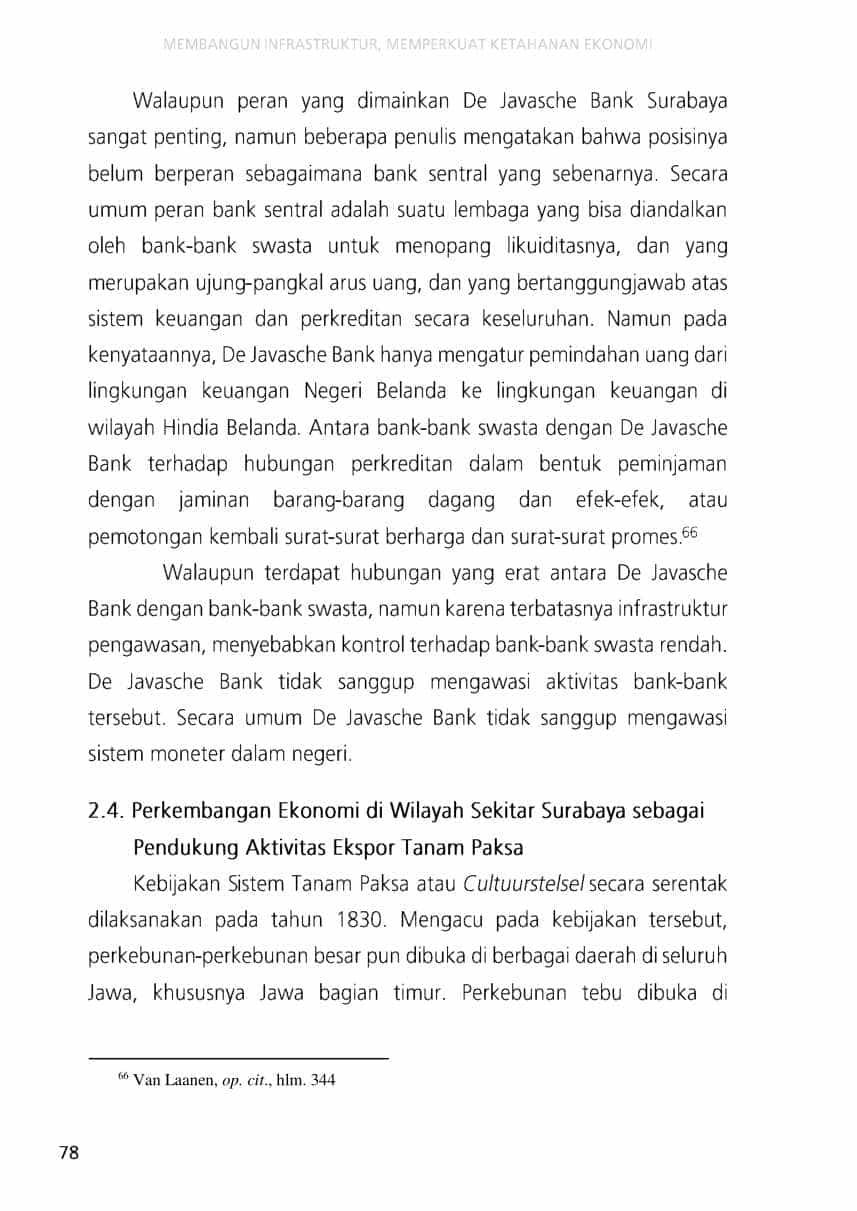 MEMBANGUN INFRASTRUKTUR, MEMPERKUAT KETAHANAN EKONOMI
Walaupun peran yang dimainkan De Javasche Bank Surabaya
sangat penting, namun beberapa penulis mengatakan bahwa posisinya
belum berperan sebagaimana bank sentral yang sebenarnya. Secara
umum peran bank sentral adalah suatu lembaga yang bisa diandalkan
oleh bank-bank swasta untuk menopang likuiditasnya, dan yang
merupakan ujung-pangkal arus uang, dan yang bertanggungjawab atas
sistem keuangan dan perkreditan secara keseluruhan. Namun pada
kenyataannya, De Javasche Bank hanya mengatur pemindahan uang dari
lingkungan keuangan Negeri Belanda ke lingkungan keuangan di
wilayah Hindia Belanda. Antara bank-bank swasta dengan De Javasche
Bank terhadap hubungan perkreditan dalam bentuk peminjaman
dengan jaminan barang-barang dagang dan efek-efek, atau
pemotongan kembali surat-surat berharga dan surat-surat promes.66
Walaupun terdapat hubungan yang erat antara De Javasche
Bank dengan bank-bank swasta, namun karena terbatasnya infrastruktur
pengawasan, menyebabkan kontrol terhadap bank-bank swasta rendah.
De Javasche Bank tidak sanggup mengawasi aktivitas bank-bank
tersebut. Secara umum De Javasche Bank tidak sanggup mengawasi
sistem moneter dalam negeri.
2.4. Perkembangan Ekonomi di Wilayah Sekitar Surabaya sebagai
Pendukung Aktivitas Ekspor Tanam Paksa
Kebijakan Sistem Tanam Paksa atau Cultuurstelsel secara serentak
dilaksanakan pada tahun 1830. Mengacu pada kebijakan tersebut,
perkebunan-perkebunan besar pun dibuka di berbagai daerah di seluruh
Jawa, khususnya Jawa bagian timur. Perkebunan tebu dibuka di
66 Van Laanen, op. cit., hlm. 344
78